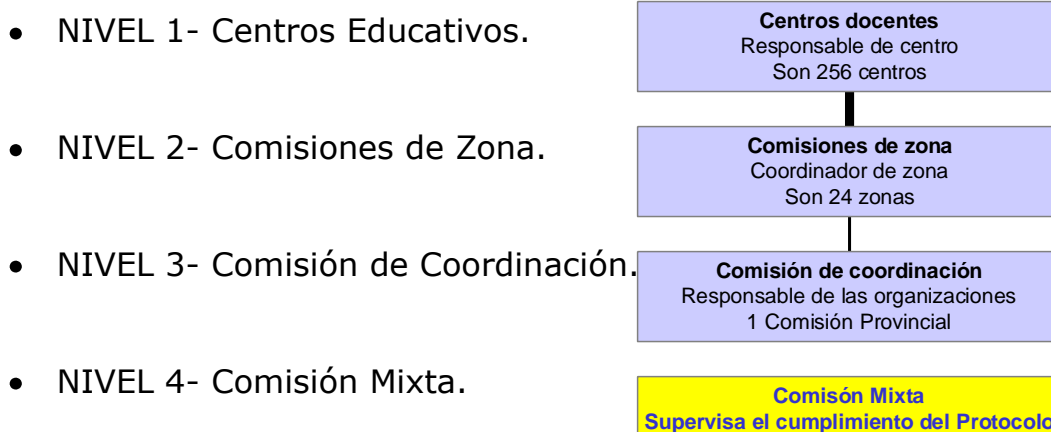 • NIVEL 1- Centros Educativos.
Centros docentes
Responsable de centro
Son 256 centros
• NIVEL 2- Comisiones de Zona.
Comisiones de zona
Coordinador de zona
Son 24 zonas
• NIVEL 3- Comisión de Coordinación.
Comisión de coordinación
Responsable de las organizaciones
1 Comisión Provincial
• NIVEL 4- Comisión Mixta.
Comisón Mixta
Supervisa el cumplimiento del Protocolo